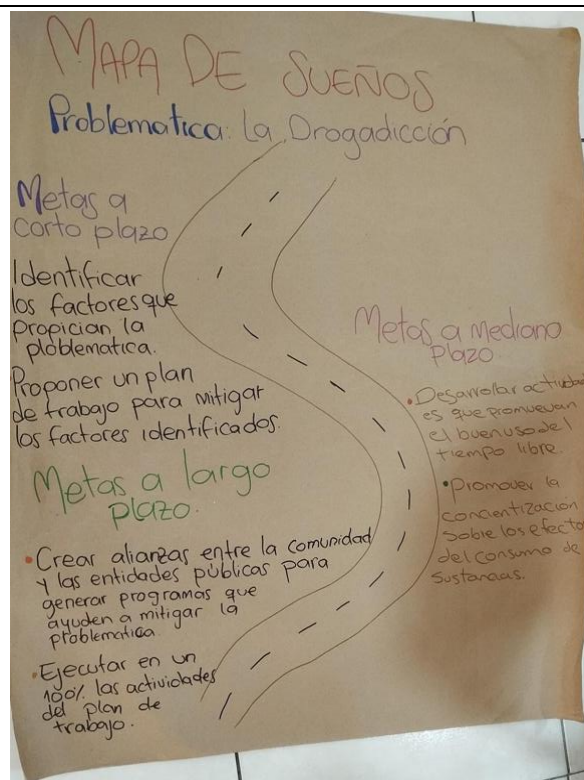 MAPA DE SUEÑOS
Problematica: La Drogadicción
Metas a
corto plazo
Identificar
los factores que
propician la
ploblematica.
Proponer un plan
de trabajo para mitigar
los factores identificados.
Metas a Mediano
plazo
• Desarrollar actividad
es que promuevan
el buen uso del
tiempo libre.
• Promover la
concientización
sobre los efectos
del consumo de
sustancias.
Metas a largo
plazo.
• Crear alianzas entre la comunidad
y las entidades públicas para
generar programas que
ayuden a mitigar la
problematica
• Ejecutar en un
100% las actividades
del plan de
trabajo.